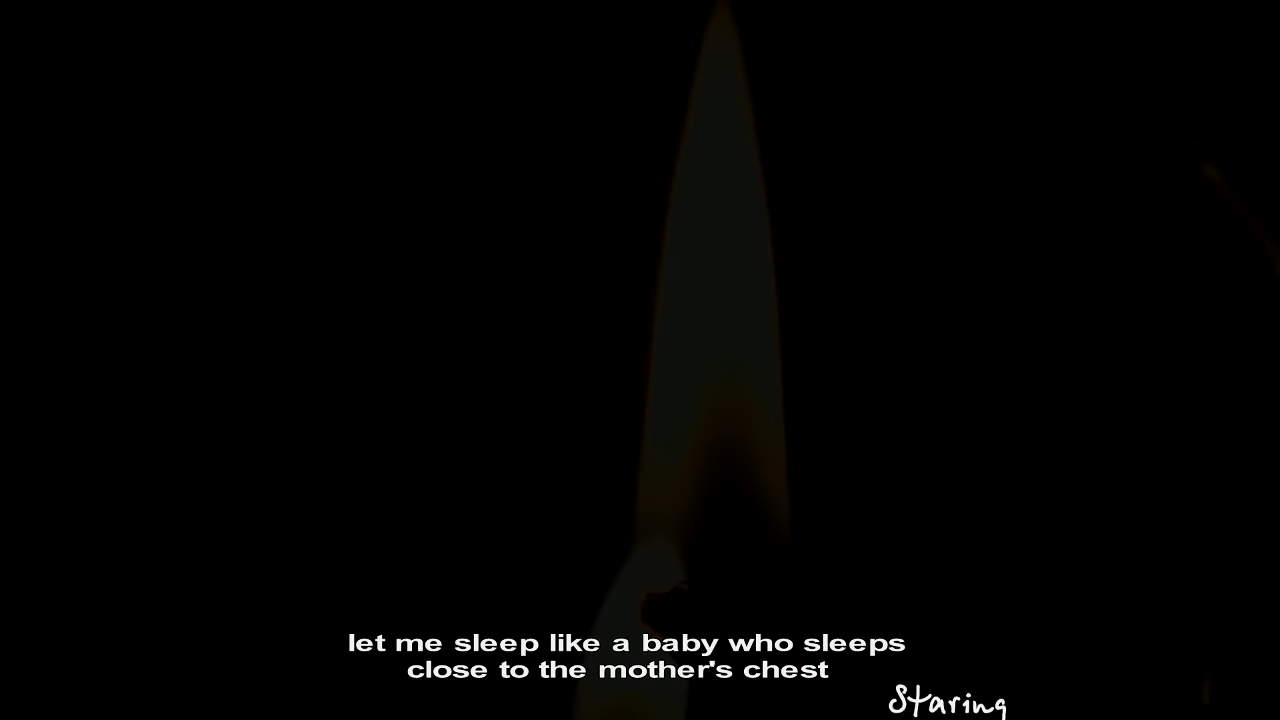 let me sleep like a baby who sleeps
close to the mother's chest
Staring